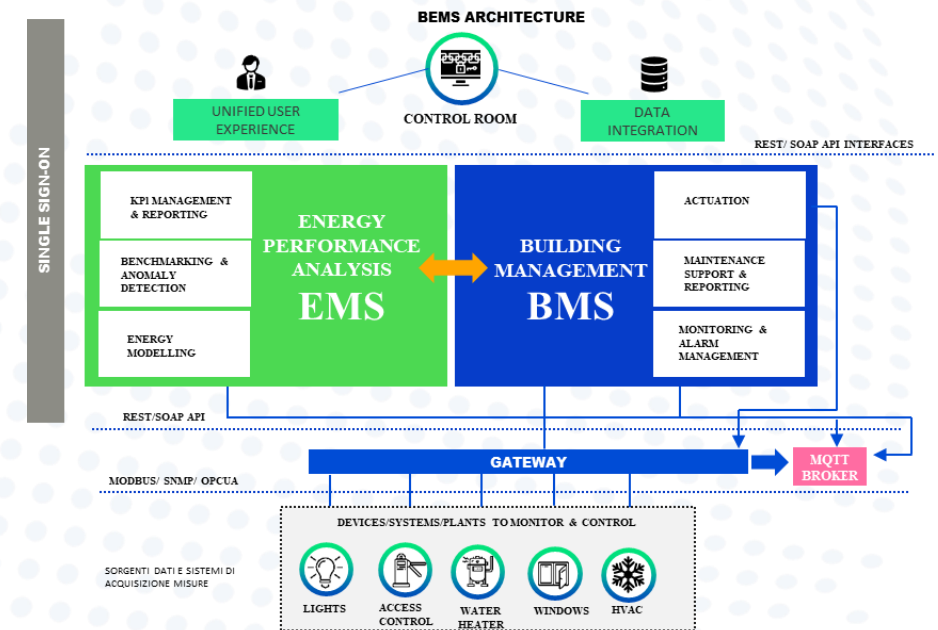 BEMS ARCHITECTURE
UNIFIED USER
EXPERIENCE
CONTROL ROOM
DATA
INTEGRATION
REST/ SOAP API INTERFACES
SINGLE SIGN-ON
KPI MANAGEMENT
& REPORTING
BENCHMARKING &
ANOMALY
DETECTION
ENERGY
MODELLING
ENERGY
PERFORMANCE
ANALYSIS
EMS
BUILDING
MANAGEMENT
BMS
ACTUATION
MAINTENANCE
SUPPORT &
REPORTING
MONITORING &
ALARM
MANAGEMENT
REST/SOAP API
GATEWAY
MQTT
BROKER
MODBUS/ SNMP/ OPCUA
DEVICES/SYSTEMS/PLANTS TO MONITOR & CONTROL
SORGENTI DATI E SISTEMI DI
ACQUISIZIONE MISURE
LIGHTS
ACCESS
CONTROL
WATER
HEATER
WINDOWS
HVAC